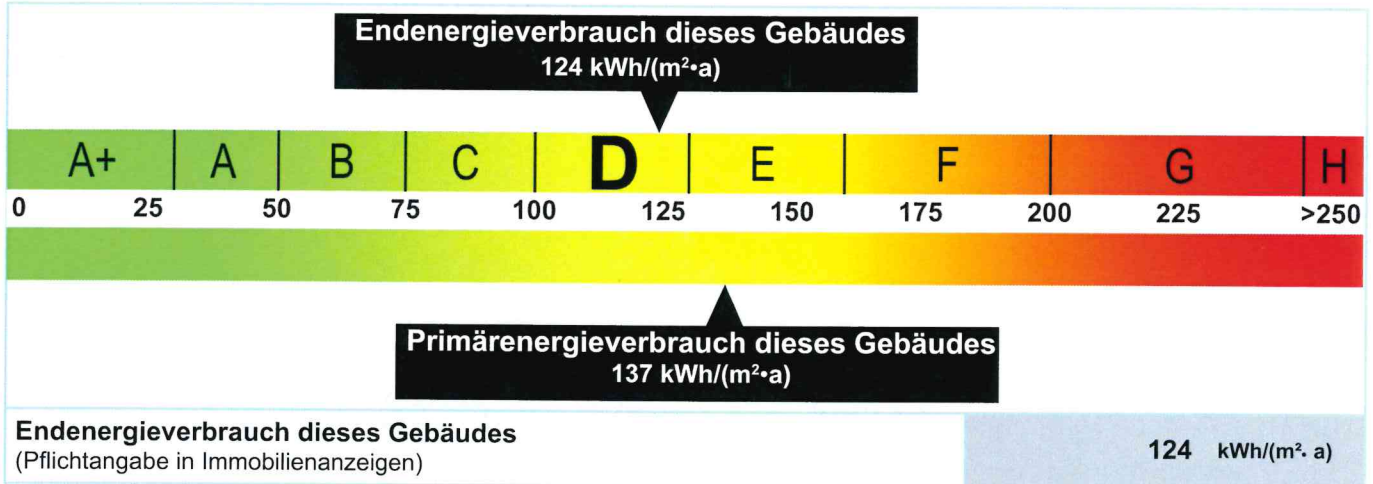 Endenergieverbrauch dieses Gebäudes
124 kWh/(m²•a)
A+ A B C D E F G H
0 25 50 75 100 125 150 175 200 225 >250
Primärenergieverbrauch dieses Gebäudes
137 kWh/(m²•a)
Endenergieverbrauch dieses Gebäudes
(Pflichtangabe in Immobilienanzeigen)
124 kWh/(m²· a)